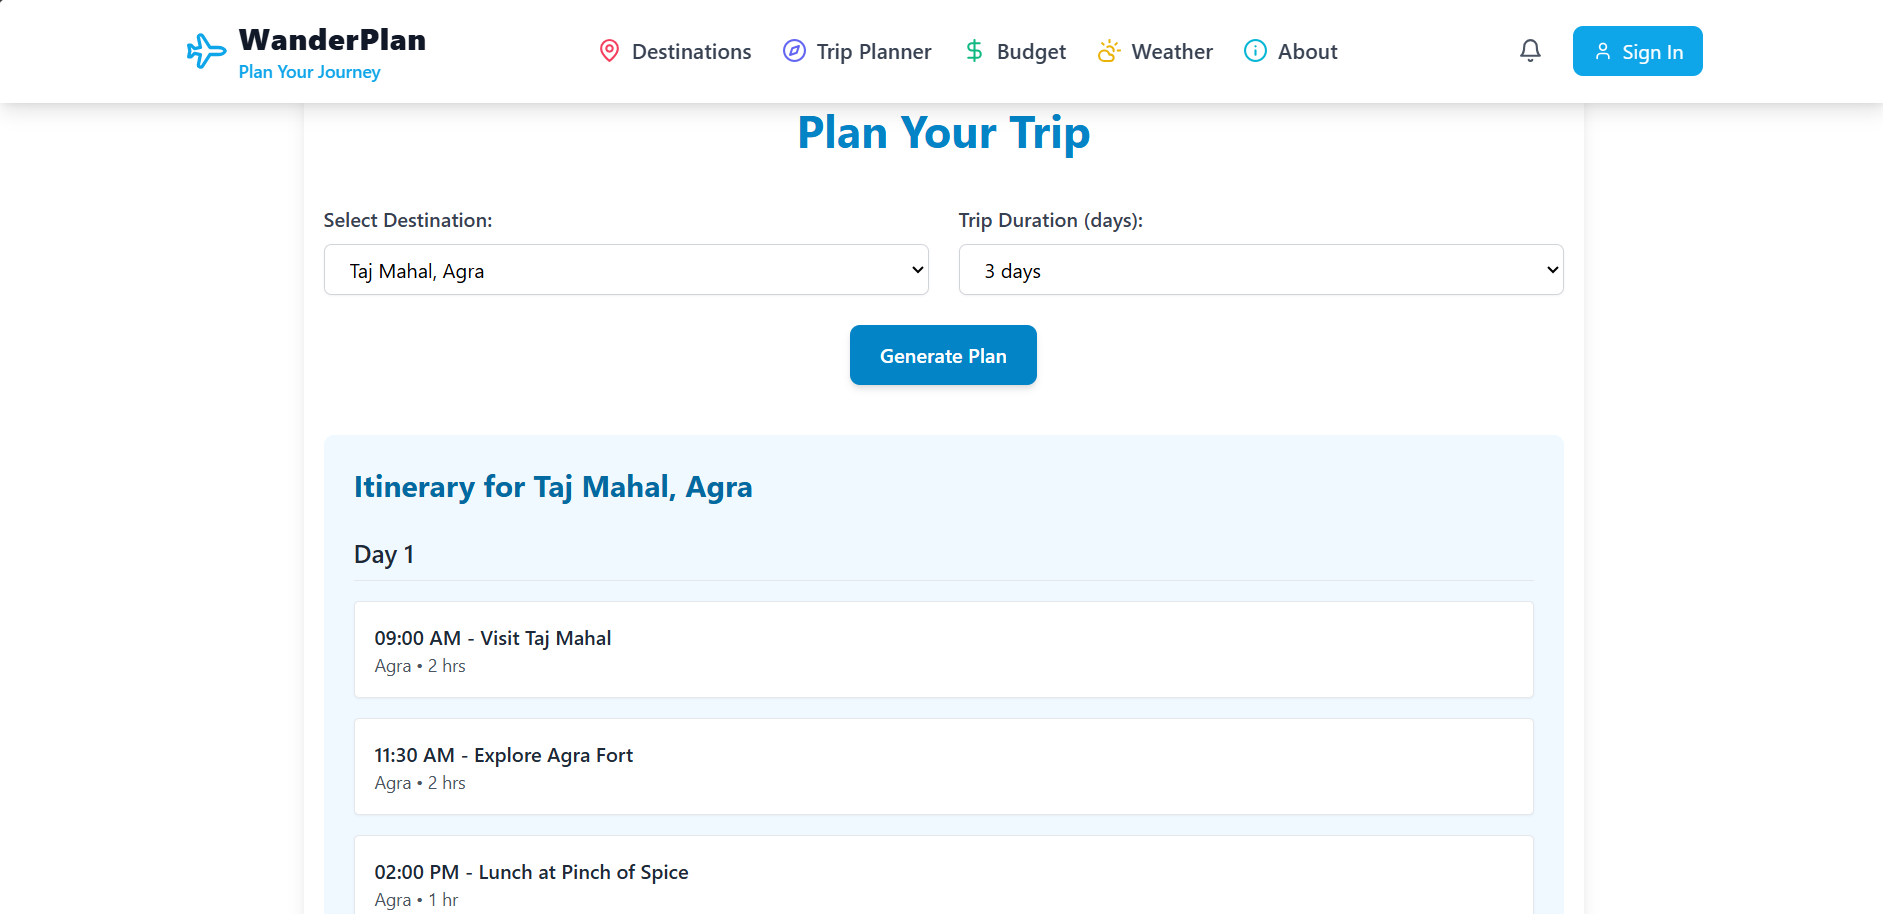 WanderPlan
Plan Your Journey
Destinations
Trip Planner
Budget
Weather
About
Sign In
Plan Your Trip
Select Destination:
Trip Duration (days):
Taj Mahal, Agra
3 days
Generate Plan
Itinerary for Taj Mahal, Agra
Day 1
09:00 AM - Visit Taj Mahal
Agra • 2 hrs
11:30 AM - Explore Agra Fort
Agra • 2 hrs
02:00 PM - Lunch at Pinch of Spice
Agra • 1 hr